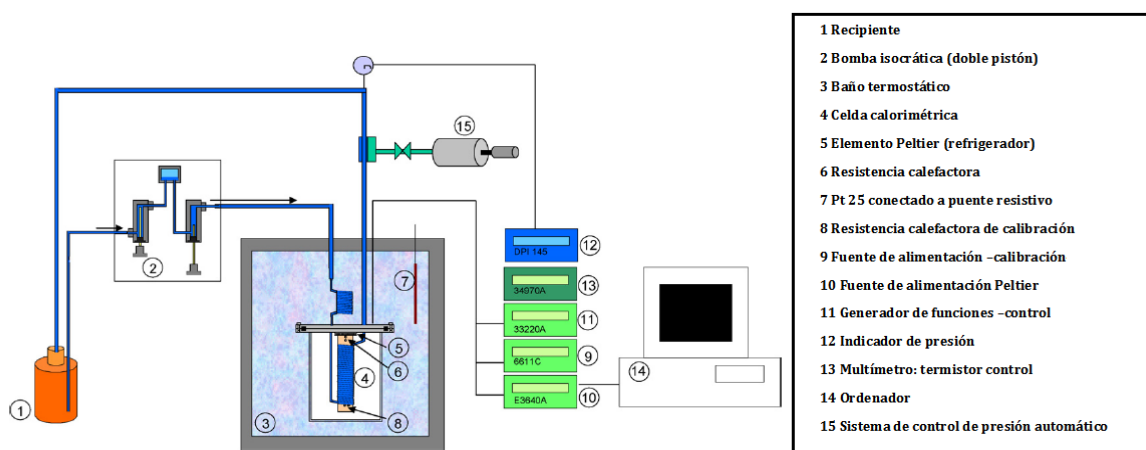 1 Recipiente
2 Bomba isocrática (doble pistón)
3 Baño termostático
4 Celda calorimétrica
5 Elemento Peltier (refrigerador)
6 Resistencia calefactora
7 Pt 25 conectado a puente resistivo
8 Resistencia calefactora de calibración
9 Fuente de alimentación –calibración
10 Fuente de alimentación Peltier
11 Generador de funciones –control
12 Indicador de presión
13 Multímetro: termistor control
14 Ordenador
15 Sistema de control de presión automático
15
2
DPI 145
12
7
34970A
13
33220A
11
5
6611C
9
6
4
14
E3640A
10
1
3
8